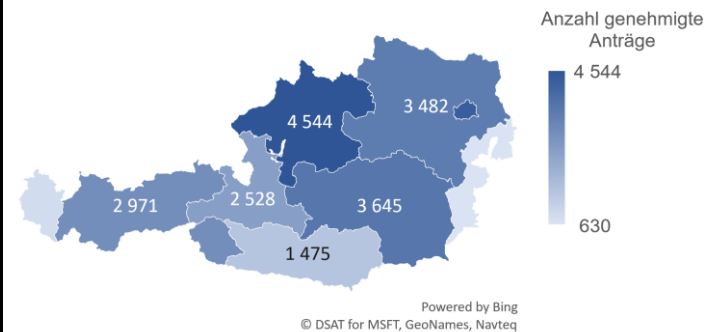 Anzahl genehmigte
Anträge
4 544
630
4 544
3 482
2 971
2 528
3 645
1 475
Powered by Bing
© DSAT for MSFT, GeoNames, Navteq